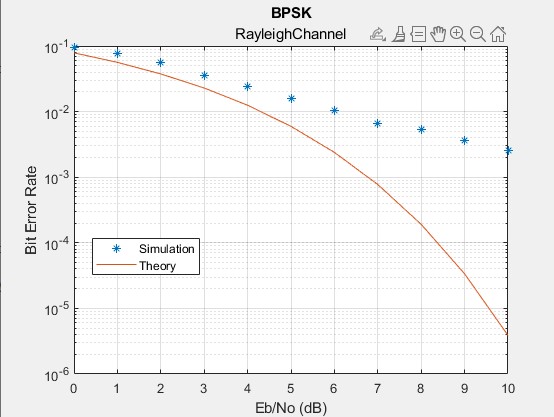 BPSK
RayleighChannel
10-1
10-2
10-3
10-4
10-5
10-6
Bit Error Rate
Simulation
Theory
0 1 2 3 4 5 6 7 8 9 10
Eb/No (dB)